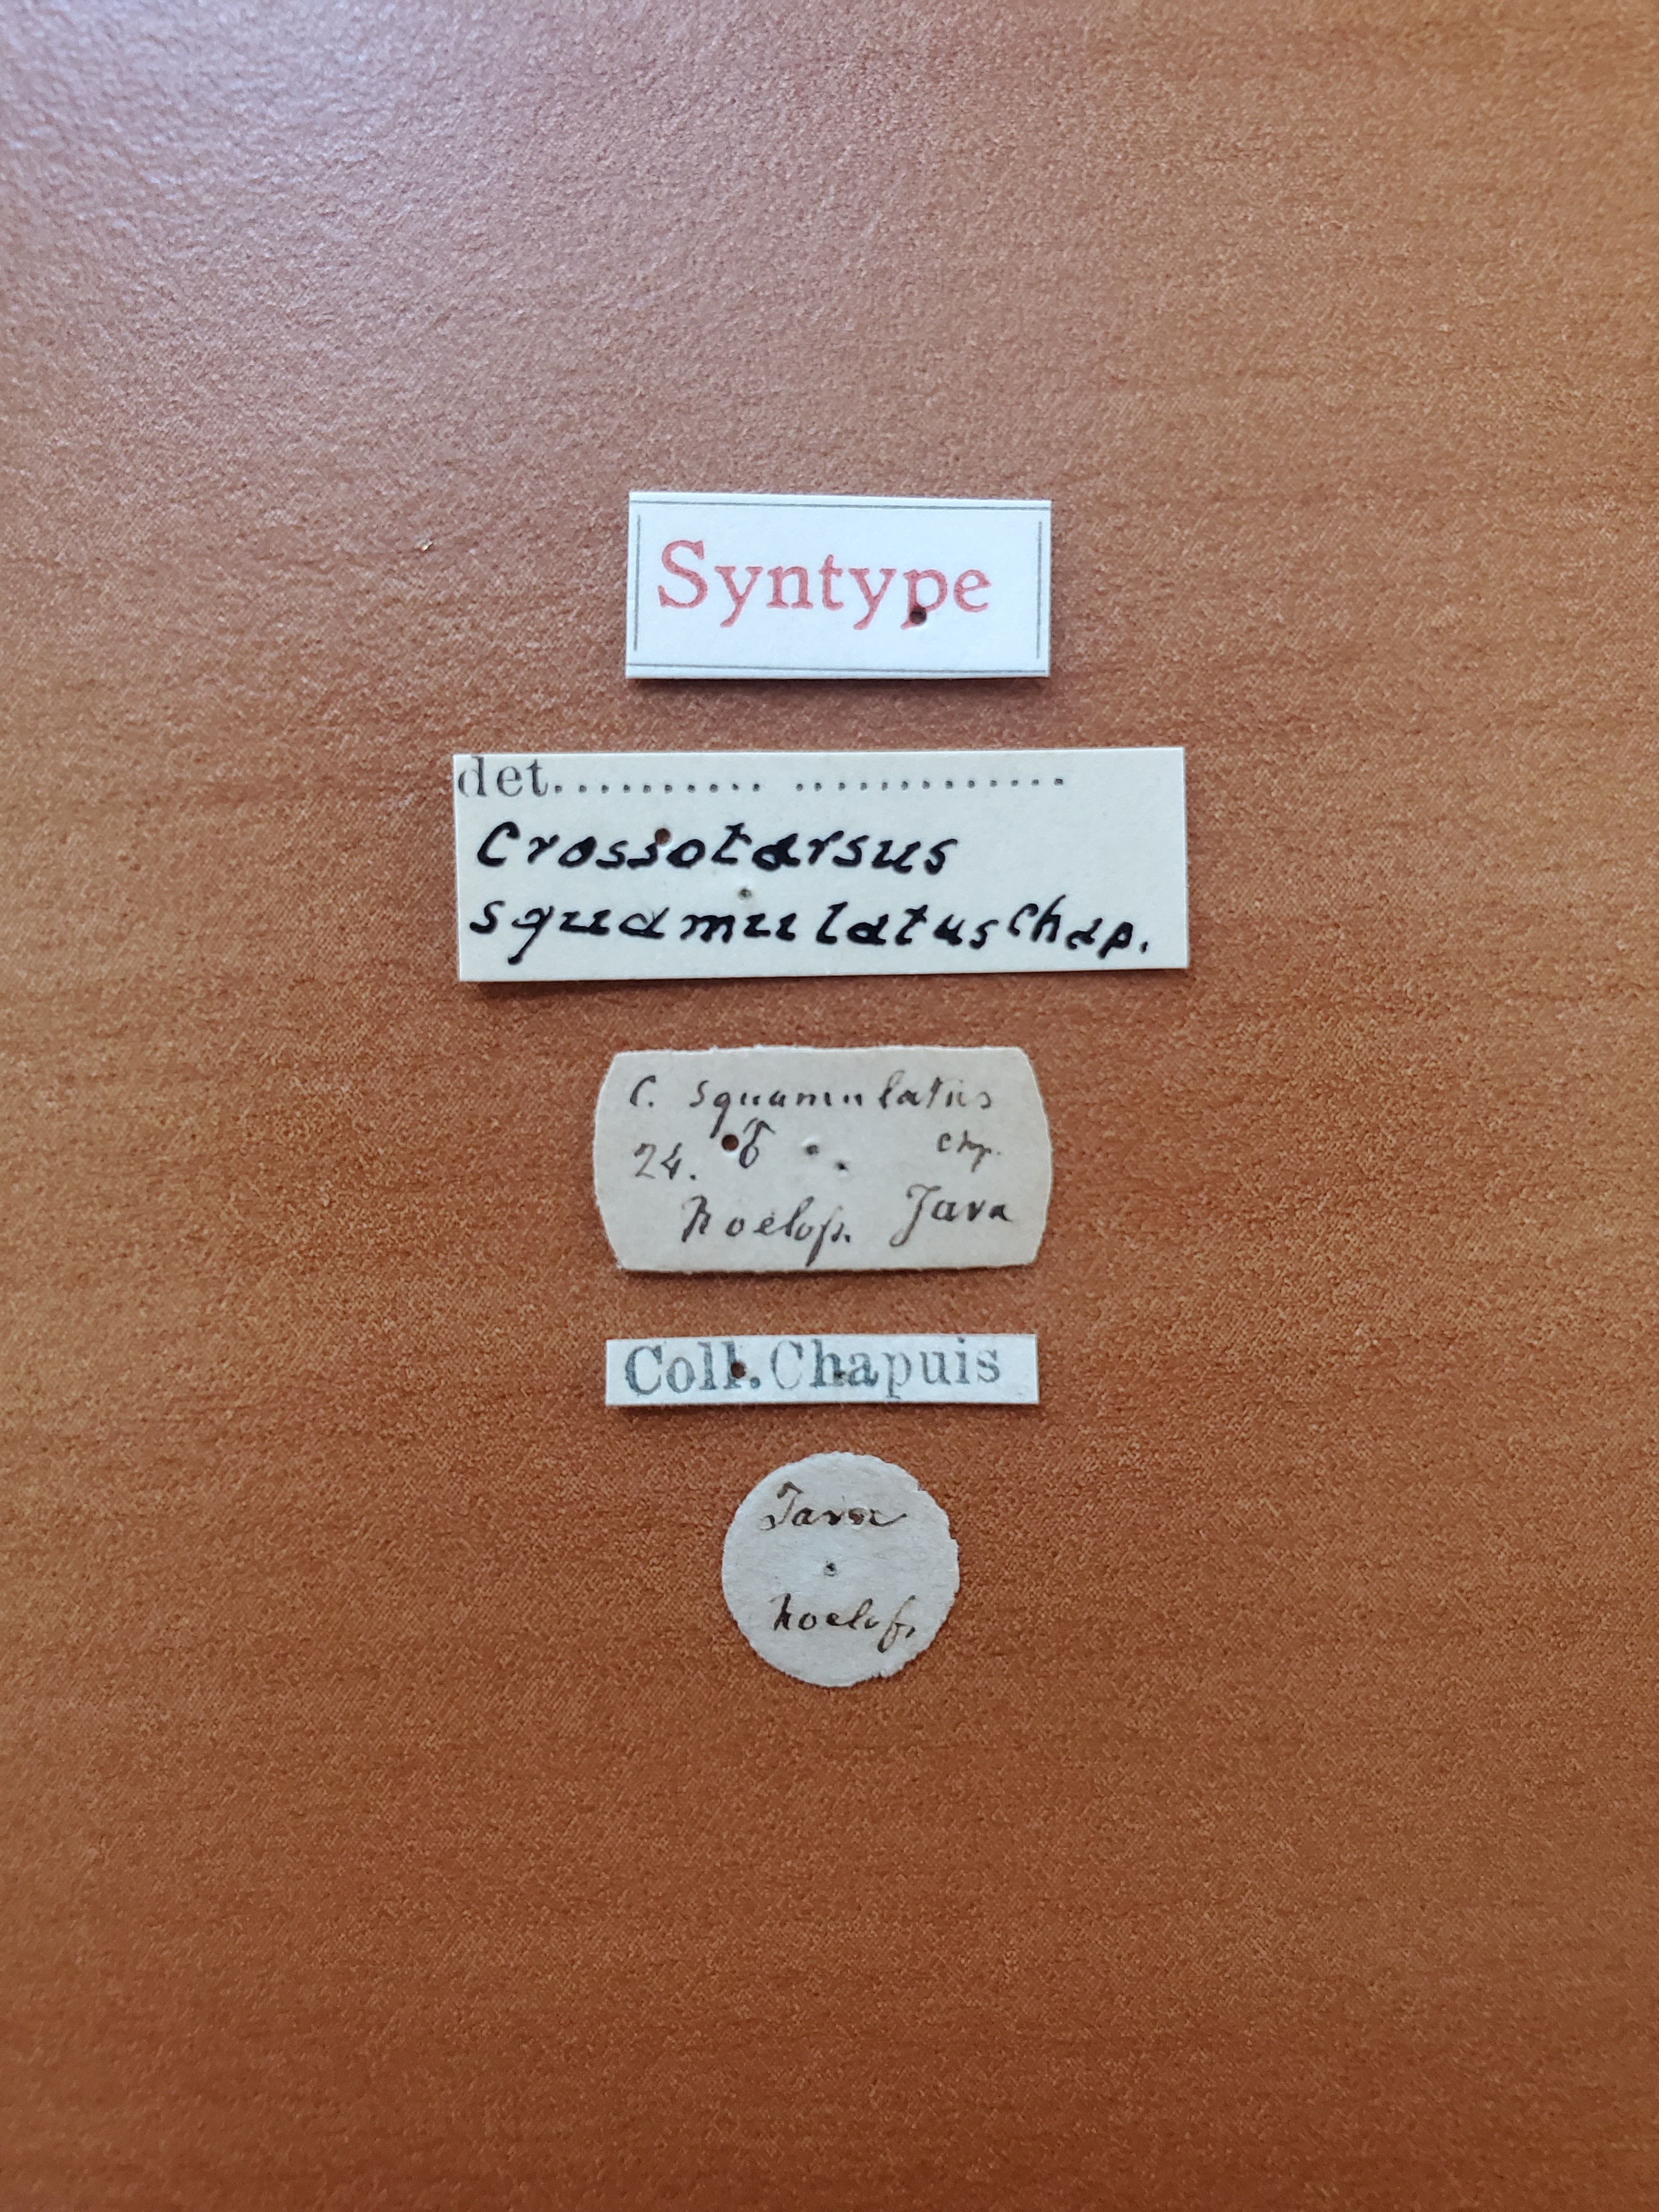 Syntype
det.......... .............
Crossotarsus
squamulatus Chap.
C. squamulatus
24. ♂ Chp.
Roelofs. Java
Coll. Chapuis
Java
Roelofs.